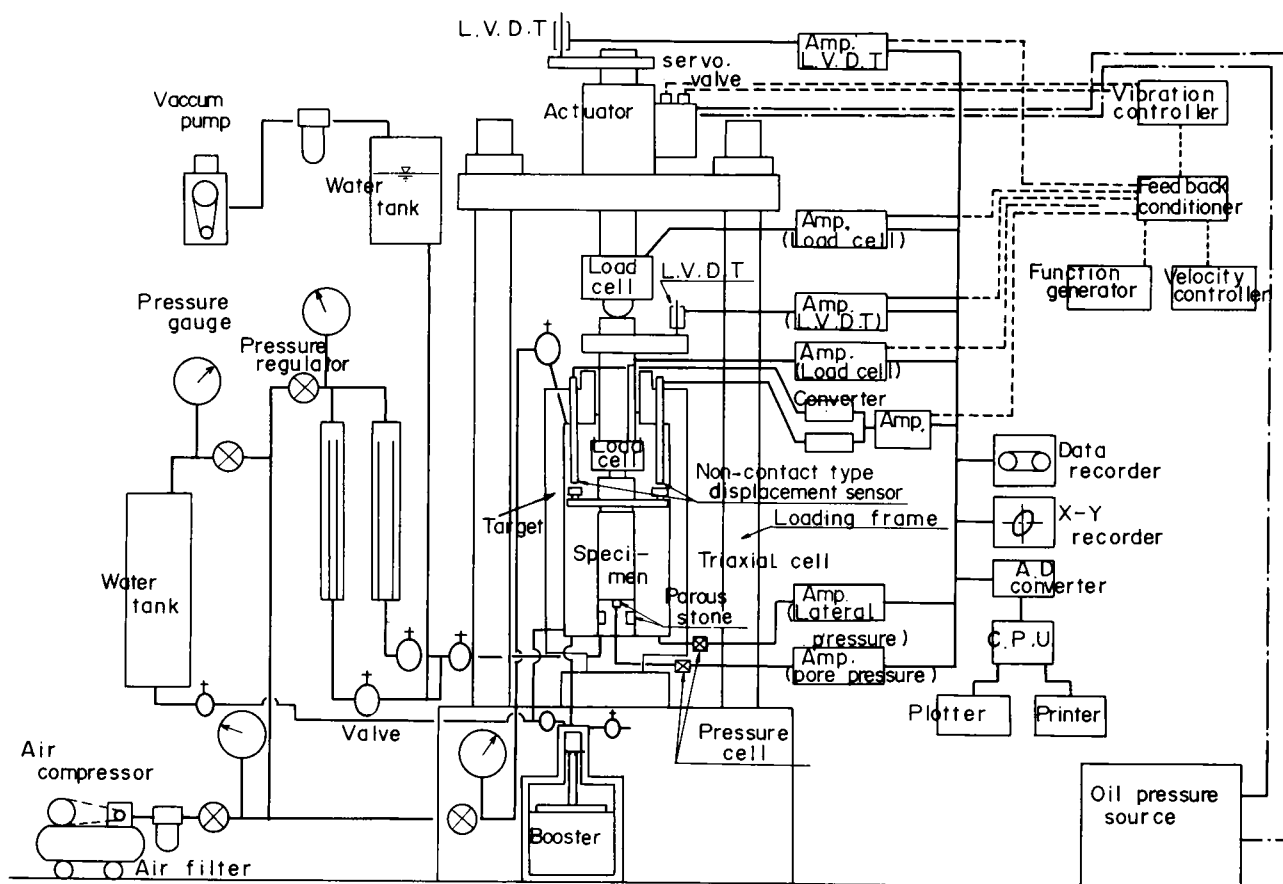 L.V.D.T
Amp.
L.V.D.T
servo.
valve
Vaccum
pump
Actuator
Vibration
controller
Water
tank
Feedback
conditioner
Amp.
(Load cell)
Load
cell
L.V.D.T
Function
generator
Velocity
controller
Pressure
gauge
Amp.
(L.V.D.T)
Pressure
regulator
Amp.
(Load cell)
Converter
Amp.
Load
cell
Data
recorder
Non-contact type
displacement sensor
Target
Loading frame
X-Y
recorder
Speci-
men
Triaxial cell
Water
tank
A.D
converter
Porous
stone
Amp.
(Lateral
pressure)
C.P.U.
Amp.
(pore pressure)
Valve
Plotter
Printer
Pressure
cell
Air
compressor
Oil pressure
source
Booster
Air filter